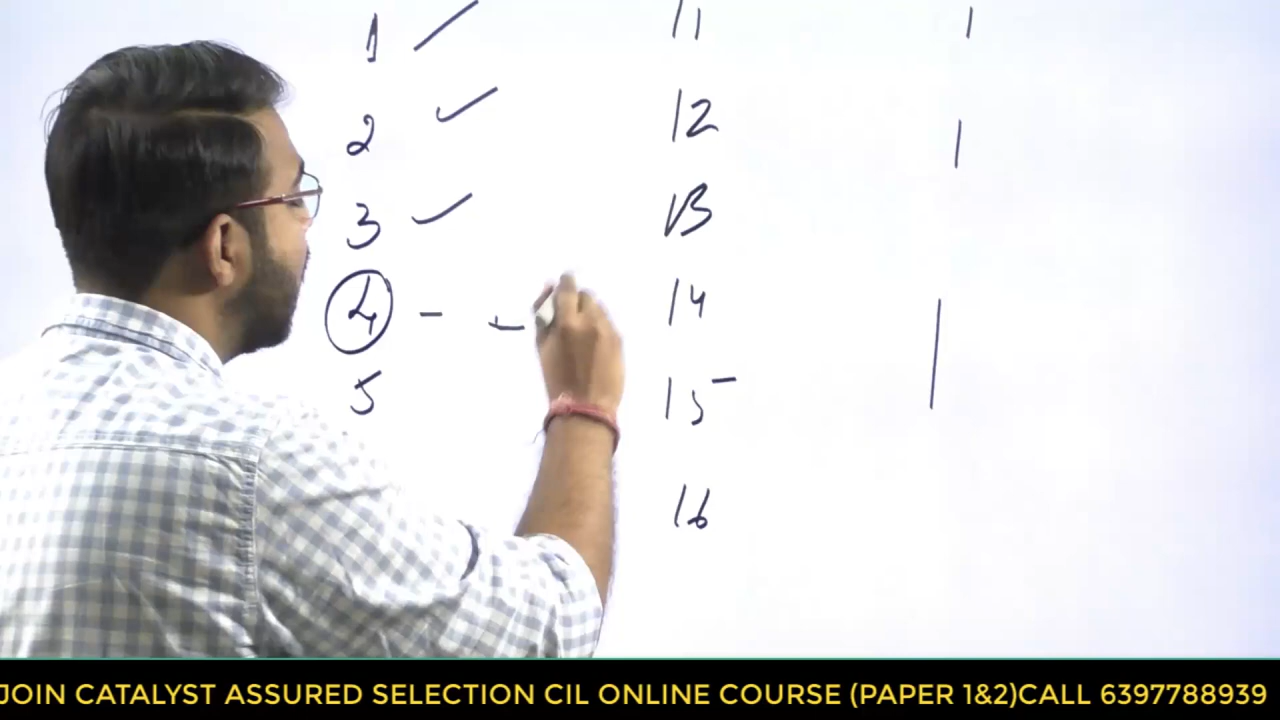 1 ✓ 11 1
2 ✓ 12 1
3 ✓ 13
4 - - 14
5 15
16
JOIN CATALYST ASSURED SELECTION CIL ONLINE COURSE (PAPER 1&2)CALL 6397788939